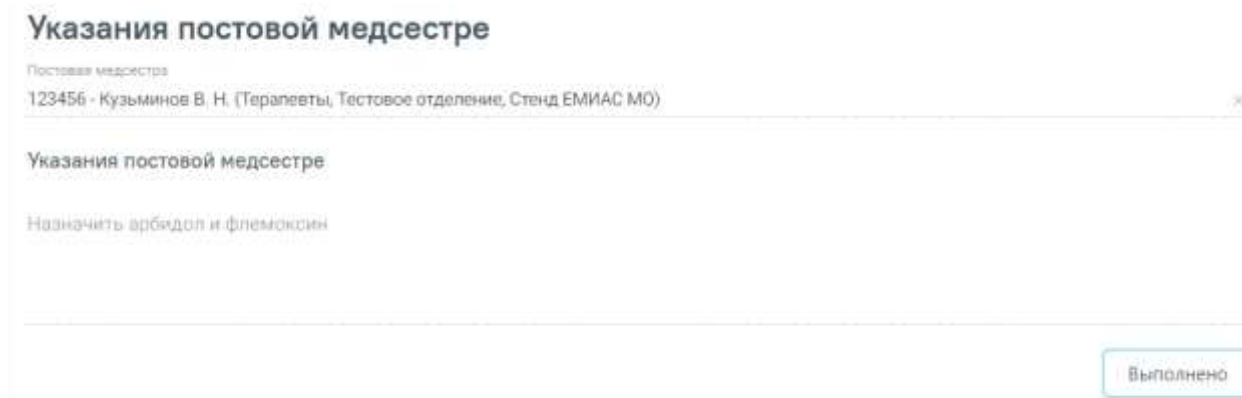 Указания постовой медсестре
Постовая медсестра
123456 - Кузьминов В. Н. (Терапевты, Тестовое отделение, Стенд ЕМИАС МО)
Указания постовой медсестре
Назначить арбидол и флемоксин
Выполнено